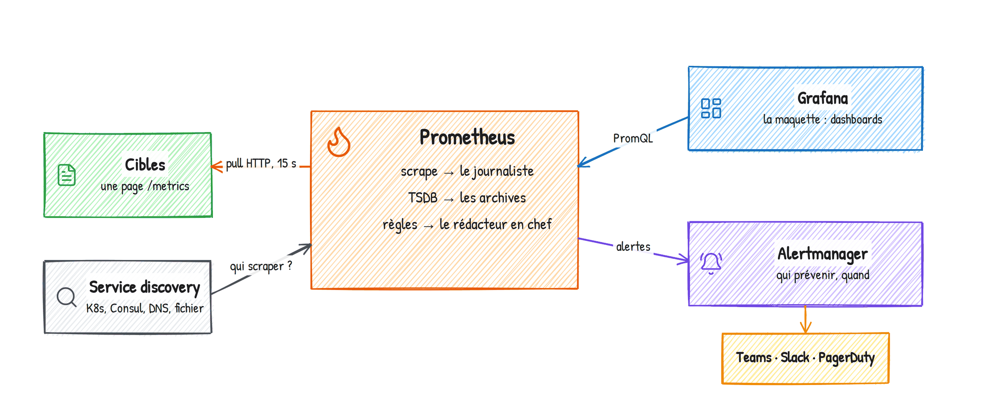 Cibles
une page /metrics
Service discovery
K8s, Consul, DNS, fichier
pull HTTP, 15 s
qui scraper ?
Prometheus
scrape → le journaliste
TSDB → les archives
règles → le rédacteur en chef
PromQL
alertes
Grafana
la maquette : dashboards
Alertmanager
qui prévenir, quand
Teams · Slack · PagerDuty